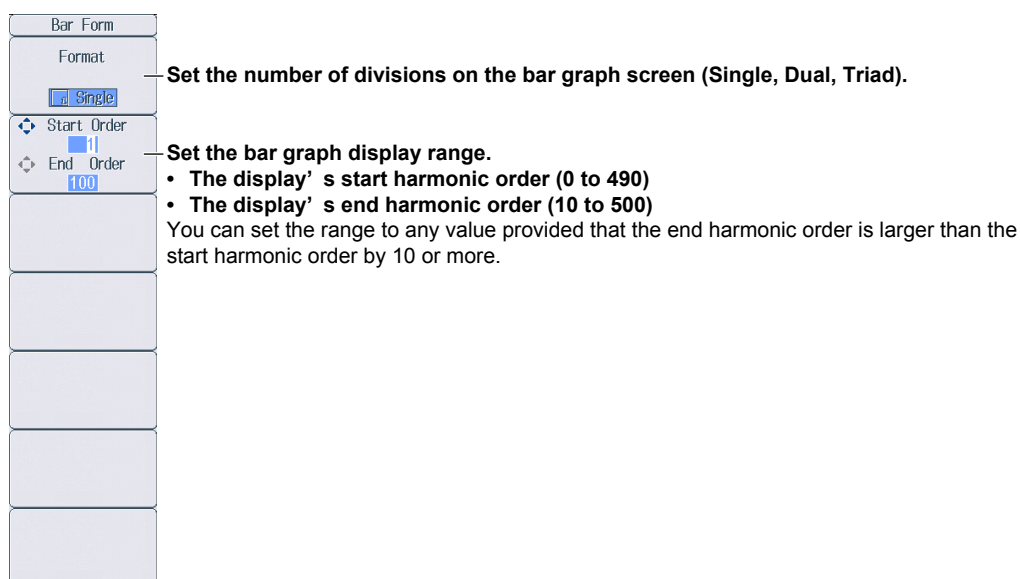 Bar Form
Format
Single
Set the number of divisions on the bar graph screen (Single, Dual, Triad).
Start Order
1
End Order
100
Set the bar graph display range.
• The display’ s start harmonic order (0 to 490)
• The display’ s end harmonic order (10 to 500)
You can set the range to any value provided that the end harmonic order is larger than the
start harmonic order by 10 or more.